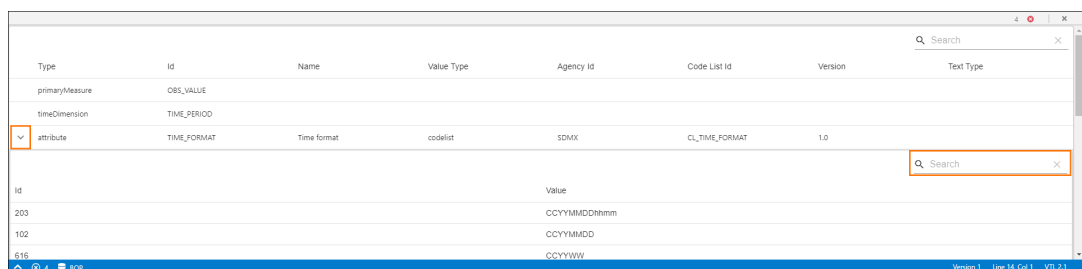 4
Search
Type Id Name Value Type Agency Id Code List Id Version Text Type
primaryMeasure OBS_VALUE
timeDimension TIME_PERIOD
attribute TIME_FORMAT Time format codelist SDMX CL_TIME_FORMAT 1.0
Search
Id Value
203 CCYYMMDDhhmm
102 CCYYMMDD
616 CCYYWW
4 BOP Version 1 Line 14, Col 1 VTL 2.1